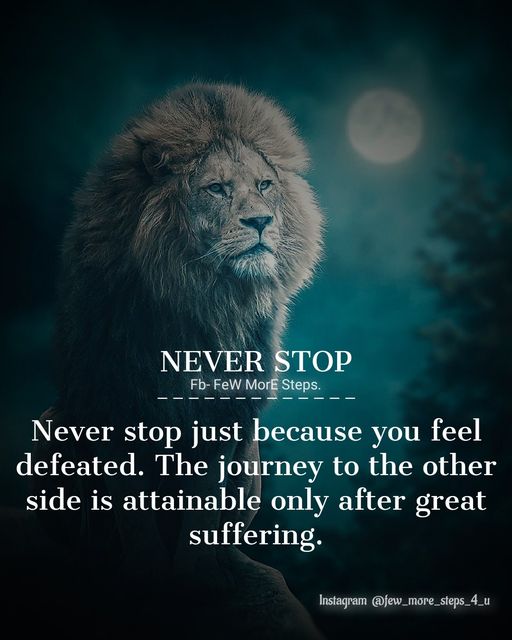 NEVER STOP
Fb- FeW MorE Steps.
Never stop just because you feel
defeated. The journey to the other
side is attainable only after great
suffering.
Instagram @few_more_steps_4_u